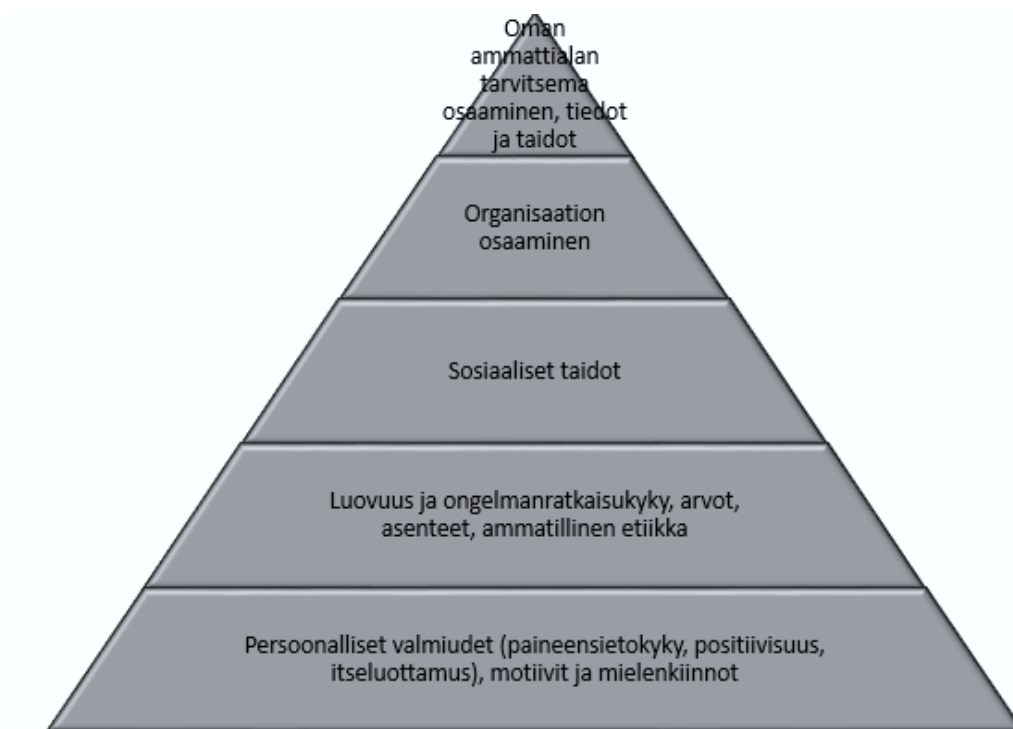 Oman
ammattialan
tarvitsema
osaaminen, tiedot
ja taidot
Organisaation
osaaminen
Sosiaaliset taidot
Luovuus ja ongelmanratkaisukyky, arvot,
asenteet, ammatillinen etiikka
Persoonalliset valmiudet (paineensietokyky, positiivisuus,
itseluottamus), motiivit ja mielenkiinnot